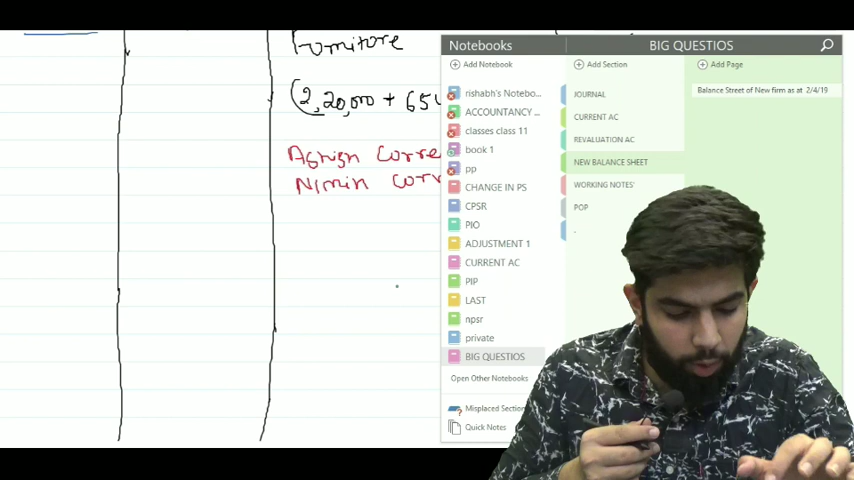 Furnitore
(2,20,000 + 65
Aghign Corre
Nimin Corr
Notebooks
BIG QUESTIOS
Add Notebook
Add Section
Add Page
rishabh's Notebo...
ACCOUNTANCY ...
classes class 11
book 1
pp
CHANGE IN PS
CPSR
PIO
ADJUSTMENT 1
CURRENT AC
PIP
LAST
npsr
private
BIG QUESTIOS
Open Other Notebooks
Misplaced Section
Quick Notes
JOURNAL
CURRENT AC
REVALUATION AC
NEW BALANCE SHEET
WORKING NOTES'
POP
.
Balance Street of New firm as at 2/4/19